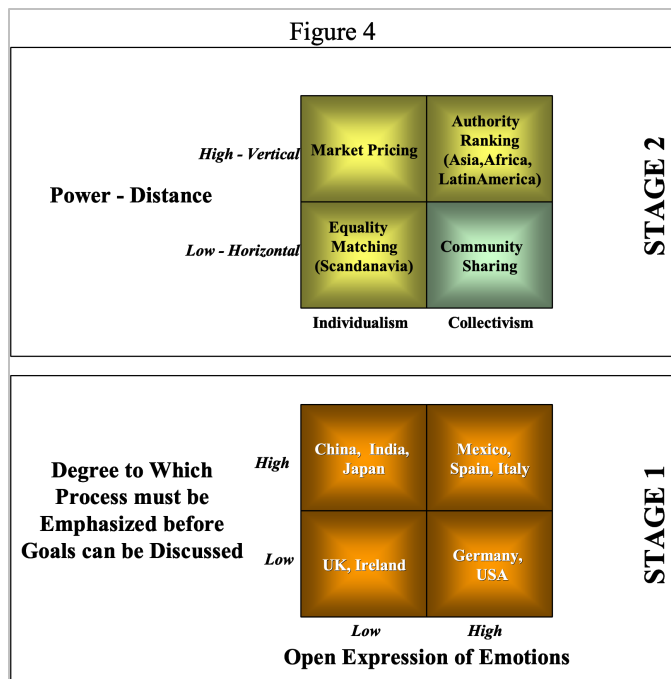 Figure 4
STAGE 2
Power - Distance
High - Vertical
Market Pricing
Authority
Ranking
(Asia,Africa,
LatinAmerica)
Low - Horizontal
Equality
Matching
(Scandanavia)
Community
Sharing
Individualism
Collectivism
STAGE 1
Degree to Which
Process must be
Emphasized before
Goals can be Discussed
High
China, India,
Japan
Mexico,
Spain, Italy
Low
UK, Ireland
Germany,
USA
Low
High
Open Expression of Emotions